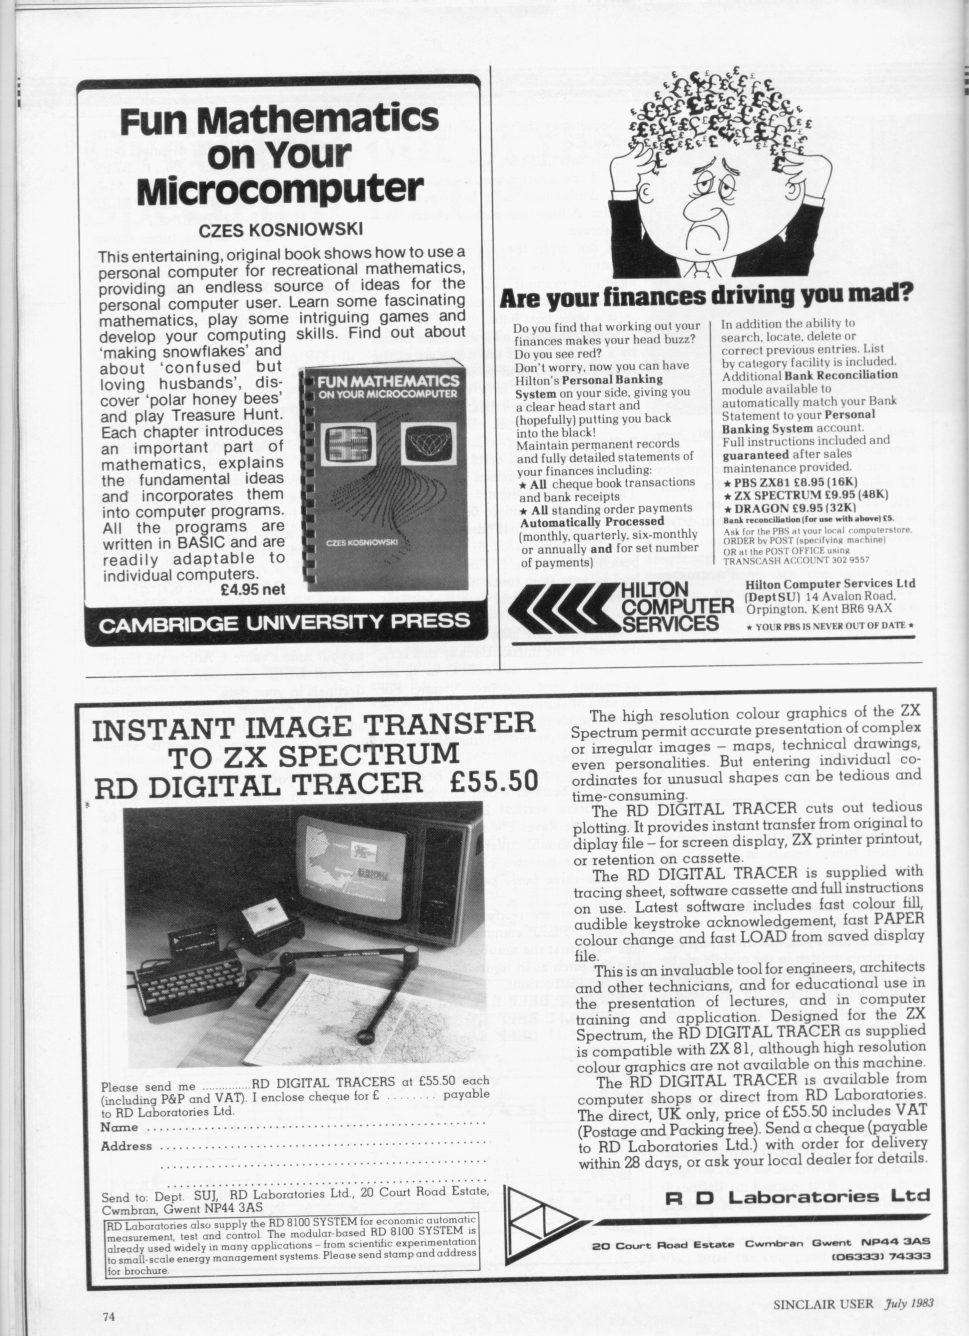 Fun Mathematics
on Your
Microcomputer
CZES KOSNIOWSKI
This entertaining, original book shows how to use a
personal computer for recreational mathematics,
providing an endless source of ideas for the
personal computer user. Learn some fascinating
mathematics, play some intriguing games and
develop your computing skills. Find out about
'making snowflakes' and
about 'confused but
loving husbands', dis-
cover 'polar honey bees'
and play Treasure Hunt.
Each chapter introduces
an important part of
mathematics, explains
the fundamental ideas
and incorporates them
into computer programs.
All the programs are
written in BASIC and are
readily adaptable to
individual computers.
£4.95 net
FUN MATHEMATICS
ON YOUR MICROCOMPUTER
CZES KOSNIOWSKI
CAMBRIDGE UNIVERSITY PRESS
Are your finances driving you mad?
Do you find that working out your
finances makes your head buzz?
Do you see red?
Don't worry, now you can have
Hilton's Personal Banking
System on your side, giving you
a clear head start and
(hopefully) putting you back
into the black!
Maintain permanent records
and fully detailed statements of
your finances including:
★ All cheque book transactions
and bank receipts
★ All standing order payments
Automatically Processed
(monthly, quarterly, six-monthly
or annually and for set number
of payments)
In addition the ability to
search, locate, delete or
correct previous entries. List
by category facility is included.
Additional Bank Reconciliation
module available to
automatically match your Bank
Statement to your Personal
Banking System account.
Full instructions included and
guaranteed after sales
maintenance provided.
★ PBS ZX81 £8.95 (16K)
★ ZX SPECTRUM £9.95 (48K)
★ DRAGON £9.95 (32K)
Bank reconciliation (for use with above) £5.
Ask for the PBS at your local computerstore.
ORDER by POST (specifying machine)
OR at the POST OFFICE using
TRANSCASH ACCOUNT 302 9557
HILTON
COMPUTER
SERVICES
Hilton Computer Services Ltd
(Dept SU) 14 Avalon Road,
Orpington, Kent BR6 9AX
★ YOUR PBS IS NEVER OUT OF DATE ★
INSTANT IMAGE TRANSFER
TO ZX SPECTRUM
RD DIGITAL TRACER £55.50
Please send me ...............RD DIGITAL TRACERS at £55.50 each
(including P&P and VAT). I enclose cheque for £ ........ payable
to RD Laboratories Ltd.
Name ..................................................
Address ................................................
Send to: Dept. SUJ, RD Laboratories Ltd., 20 Court Road Estate,
Cwmbran, Gwent NP44 3AS
RD Laboratories also supply the RD 8100 SYSTEM for economic automatic
measurement, test and control. The modular-based RD 8100 SYSTEM is
already used widely in many applications – from scientific experimentation
to small-scale energy management systems. Please send stamp and address
for brochure.
The high resolution colour graphics of the ZX
Spectrum permit accurate presentation of complex
or irregular images – maps, technical drawings,
even personalities. But entering individual co-
ordinates for unusual shapes can be tedious and
time-consuming.
The RD DIGITAL TRACER cuts out tedious
plotting. It provides instant transfer from original to
diplay file – for screen display, ZX printer printout,
or retention on cassette.
The RD DIGITAL TRACER is supplied with
tracing sheet, software cassette and full instructions
on use. Latest software includes fast colour fill,
audible keystroke acknowledgement, fast PAPER
colour change and fast LOAD from saved display
file.
This is an invaluable tool for engineers, architects
and other technicians, and for educational use in
the presentation of lectures, and in computer
training and application. Designed for the ZX
Spectrum, the RD DIGITAL TRACER as supplied
is compatible with ZX 81, although high resolution
colour graphics are not available on this machine.
The RD DIGITAL TRACER is available from
computer shops or direct from RD Laboratories.
The direct, UK only, price of £55.50 includes VAT
(Postage and Packing free). Send a cheque (payable
to RD Laboratories Ltd.) with order for delivery
within 28 days, or ask your local dealer for details.
R D Laboratories Ltd
20 Court Road Estate Cwmbran Gwent NP44 3AS
(06333) 74333
74
SINCLAIR USER July 1983